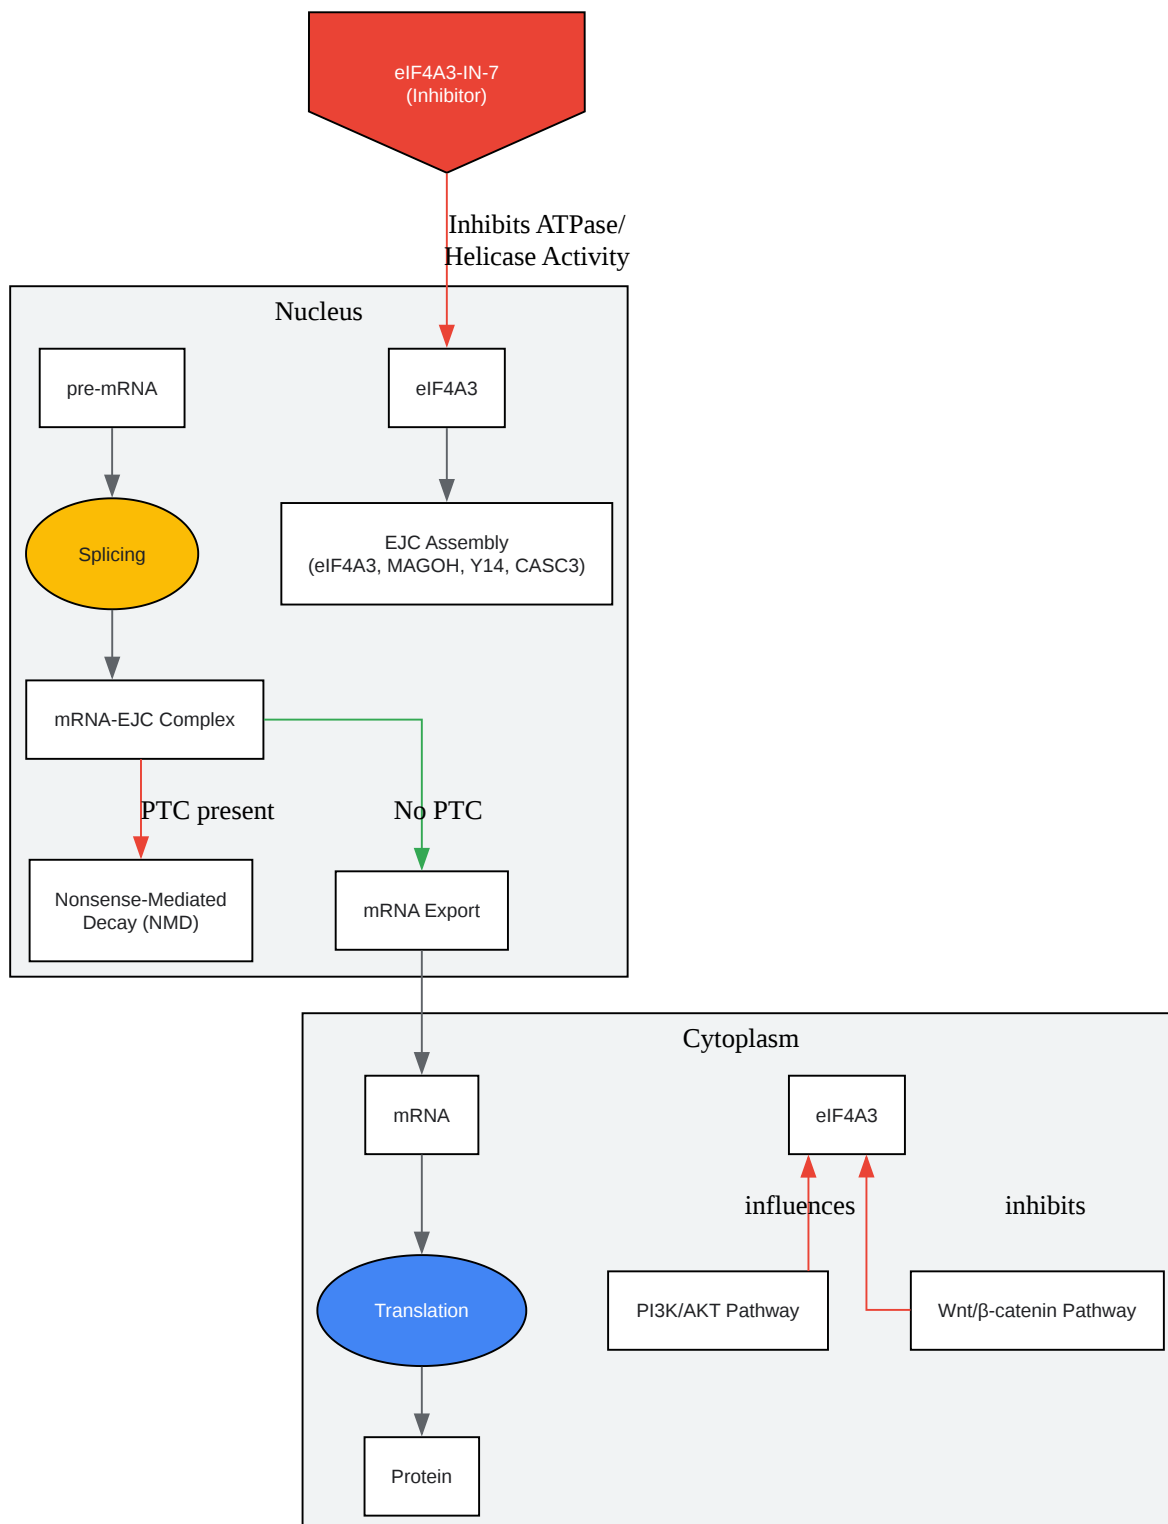 eIF4A3-IN-7
(Inhibitor)
Inhibits ATPase/
Helicase Activity
Nucleus
pre-mRNA
eIF4A3
Splicing
EJC Assembly
(eIF4A3, MAGOH, Y14, CASC3)
mRNA-EJC Complex
PTC present
No PTC
Nonsense-Mediated
Decay (NMD)
mRNA Export
Cytoplasm
mRNA
eIF4A3
influences
inhibits
Translation
PI3K/AKT Pathway
Wnt/β-catenin Pathway
Protein